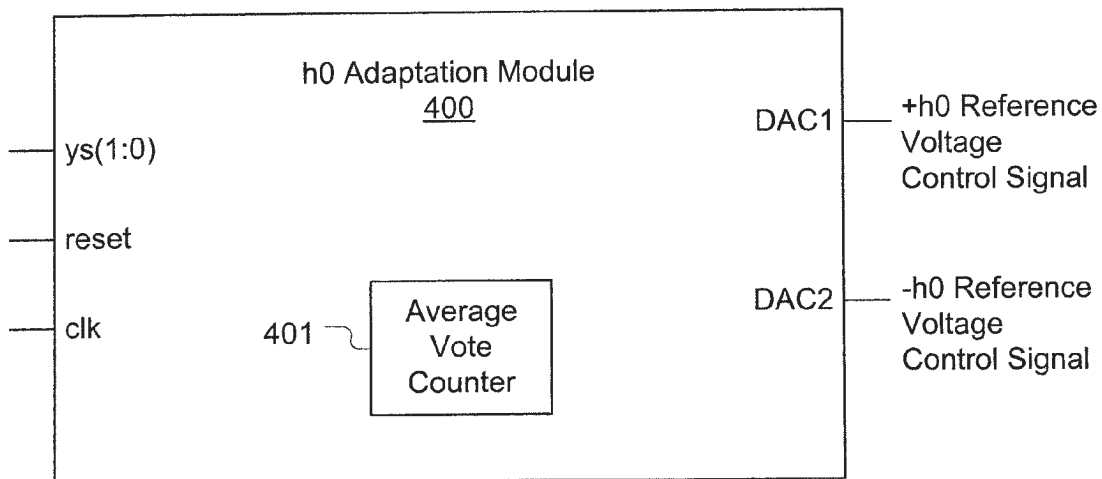 h0 Adaptation Module
400
ys(1:0)
reset
clk
401
Average
Vote
Counter
DAC1
+h0 Reference
Voltage
Control Signal
DAC2
-h0 Reference
Voltage
Control Signal